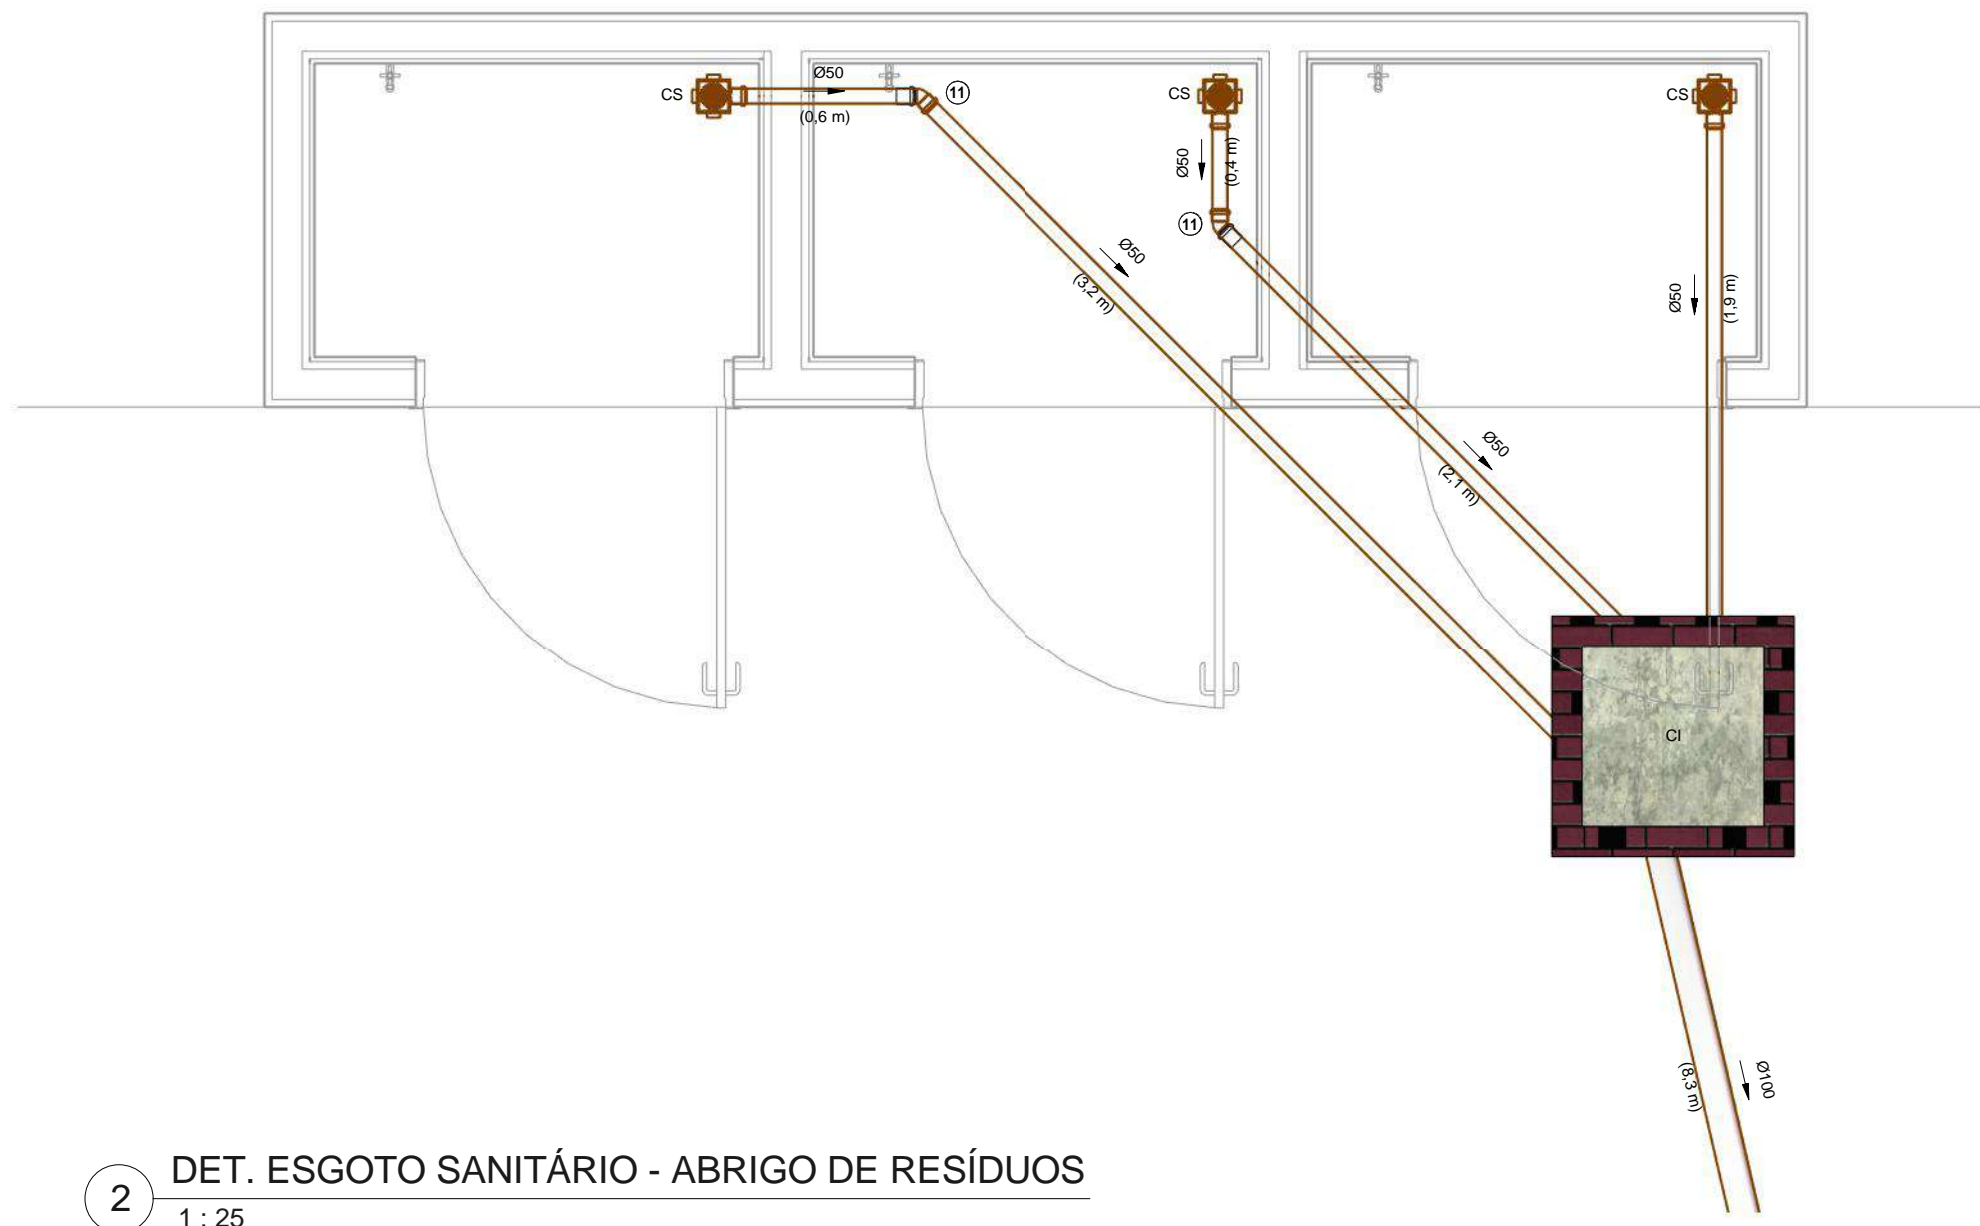 Ø50
CS
(0,6 m)
11
CS
Ø50
(0,4 m)
11
CS
Ø50
(3,2 m)
Ø50
(1,9 m)
Ø50
(2,1 m)
CI
(8,3 m)
Ø100
2
DET. ESGOTO SANITÁRIO - ABRIGO DE RESÍDUOS
1 : 25